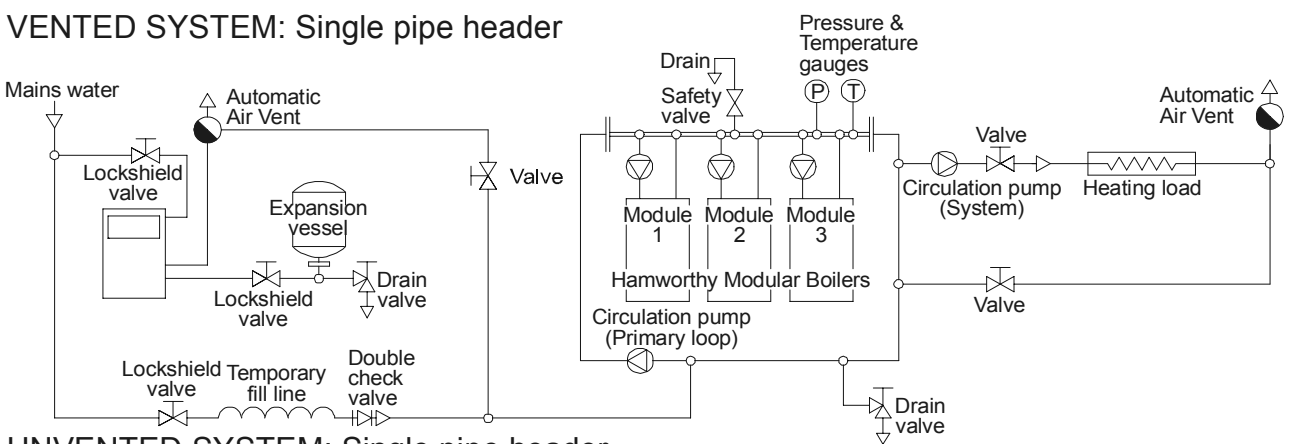 VENTED SYSTEM: Single pipe header
Mains water
Automatic
Air Vent
Lockshield
valve
Valve
Expansion
vessel
Lockshield
valve
Drain
valve
Lockshield
valve
Temporary
fill line
Double
check
valve
Pressure &
Temperature
gauges
Drain
Safety
valve
P
T
Module
1
Module
2
Module
3
Hamworthy Modular Boilers
Circulation pump
(Primary loop)
Valve
Circulation pump
(System)
Heating load
Automatic
Air Vent
Valve
Drain
valve
UNVENTED SYSTEM: Single pipe header